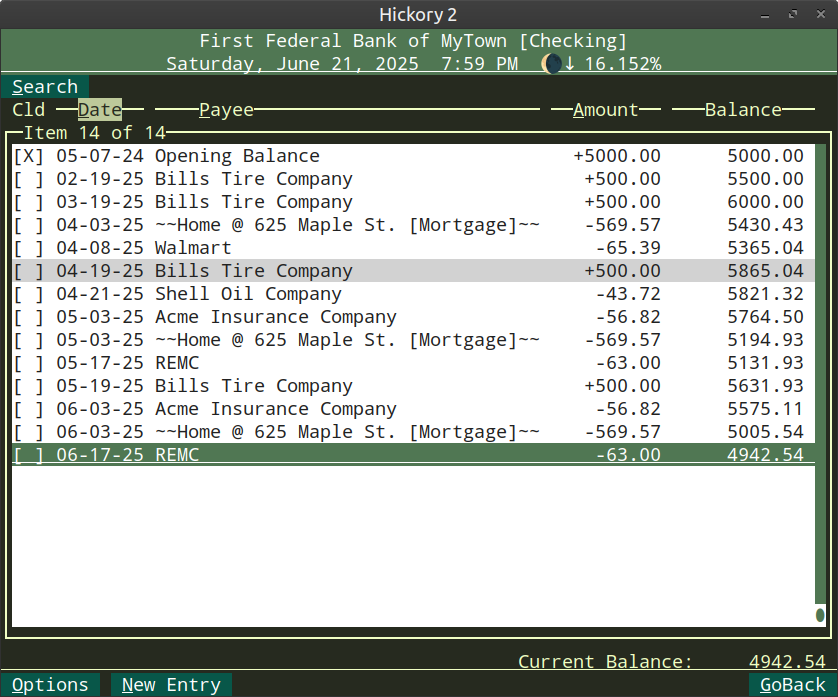 Hickory 2
First Federal Bank of MyTown [Checking]
Saturday, June 21, 2025  7:59 PM  🌘↓ 16.152%
Search
Cld Date Payee Amount Balance
Item 14 of 14
[X] 05-07-24 Opening Balance +5000.00 5000.00
[ ] 02-19-25 Bills Tire Company +500.00 5500.00
[ ] 03-19-25 Bills Tire Company +500.00 6000.00
[ ] 04-03-25 ~~Home @ 625 Maple St. [Mortgage]~~ -569.57 5430.43
[ ] 04-08-25 Walmart -65.39 5365.04
[ ] 04-19-25 Bills Tire Company +500.00 5865.04
[ ] 04-21-25 Shell Oil Company -43.72 5821.32
[ ] 05-03-25 Acme Insurance Company -56.82 5764.50
[ ] 05-03-25 ~~Home @ 625 Maple St. [Mortgage]~~ -569.57 5194.93
[ ] 05-17-25 REMC -63.00 5131.93
[ ] 05-19-25 Bills Tire Company +500.00 5631.93
[ ] 06-03-25 Acme Insurance Company -56.82 5575.11
[ ] 06-03-25 ~~Home @ 625 Maple St. [Mortgage]~~ -569.57 5005.54
[ ] 06-17-25 REMC -63.00 4942.54
Current Balance: 4942.54
Options New Entry GoBack